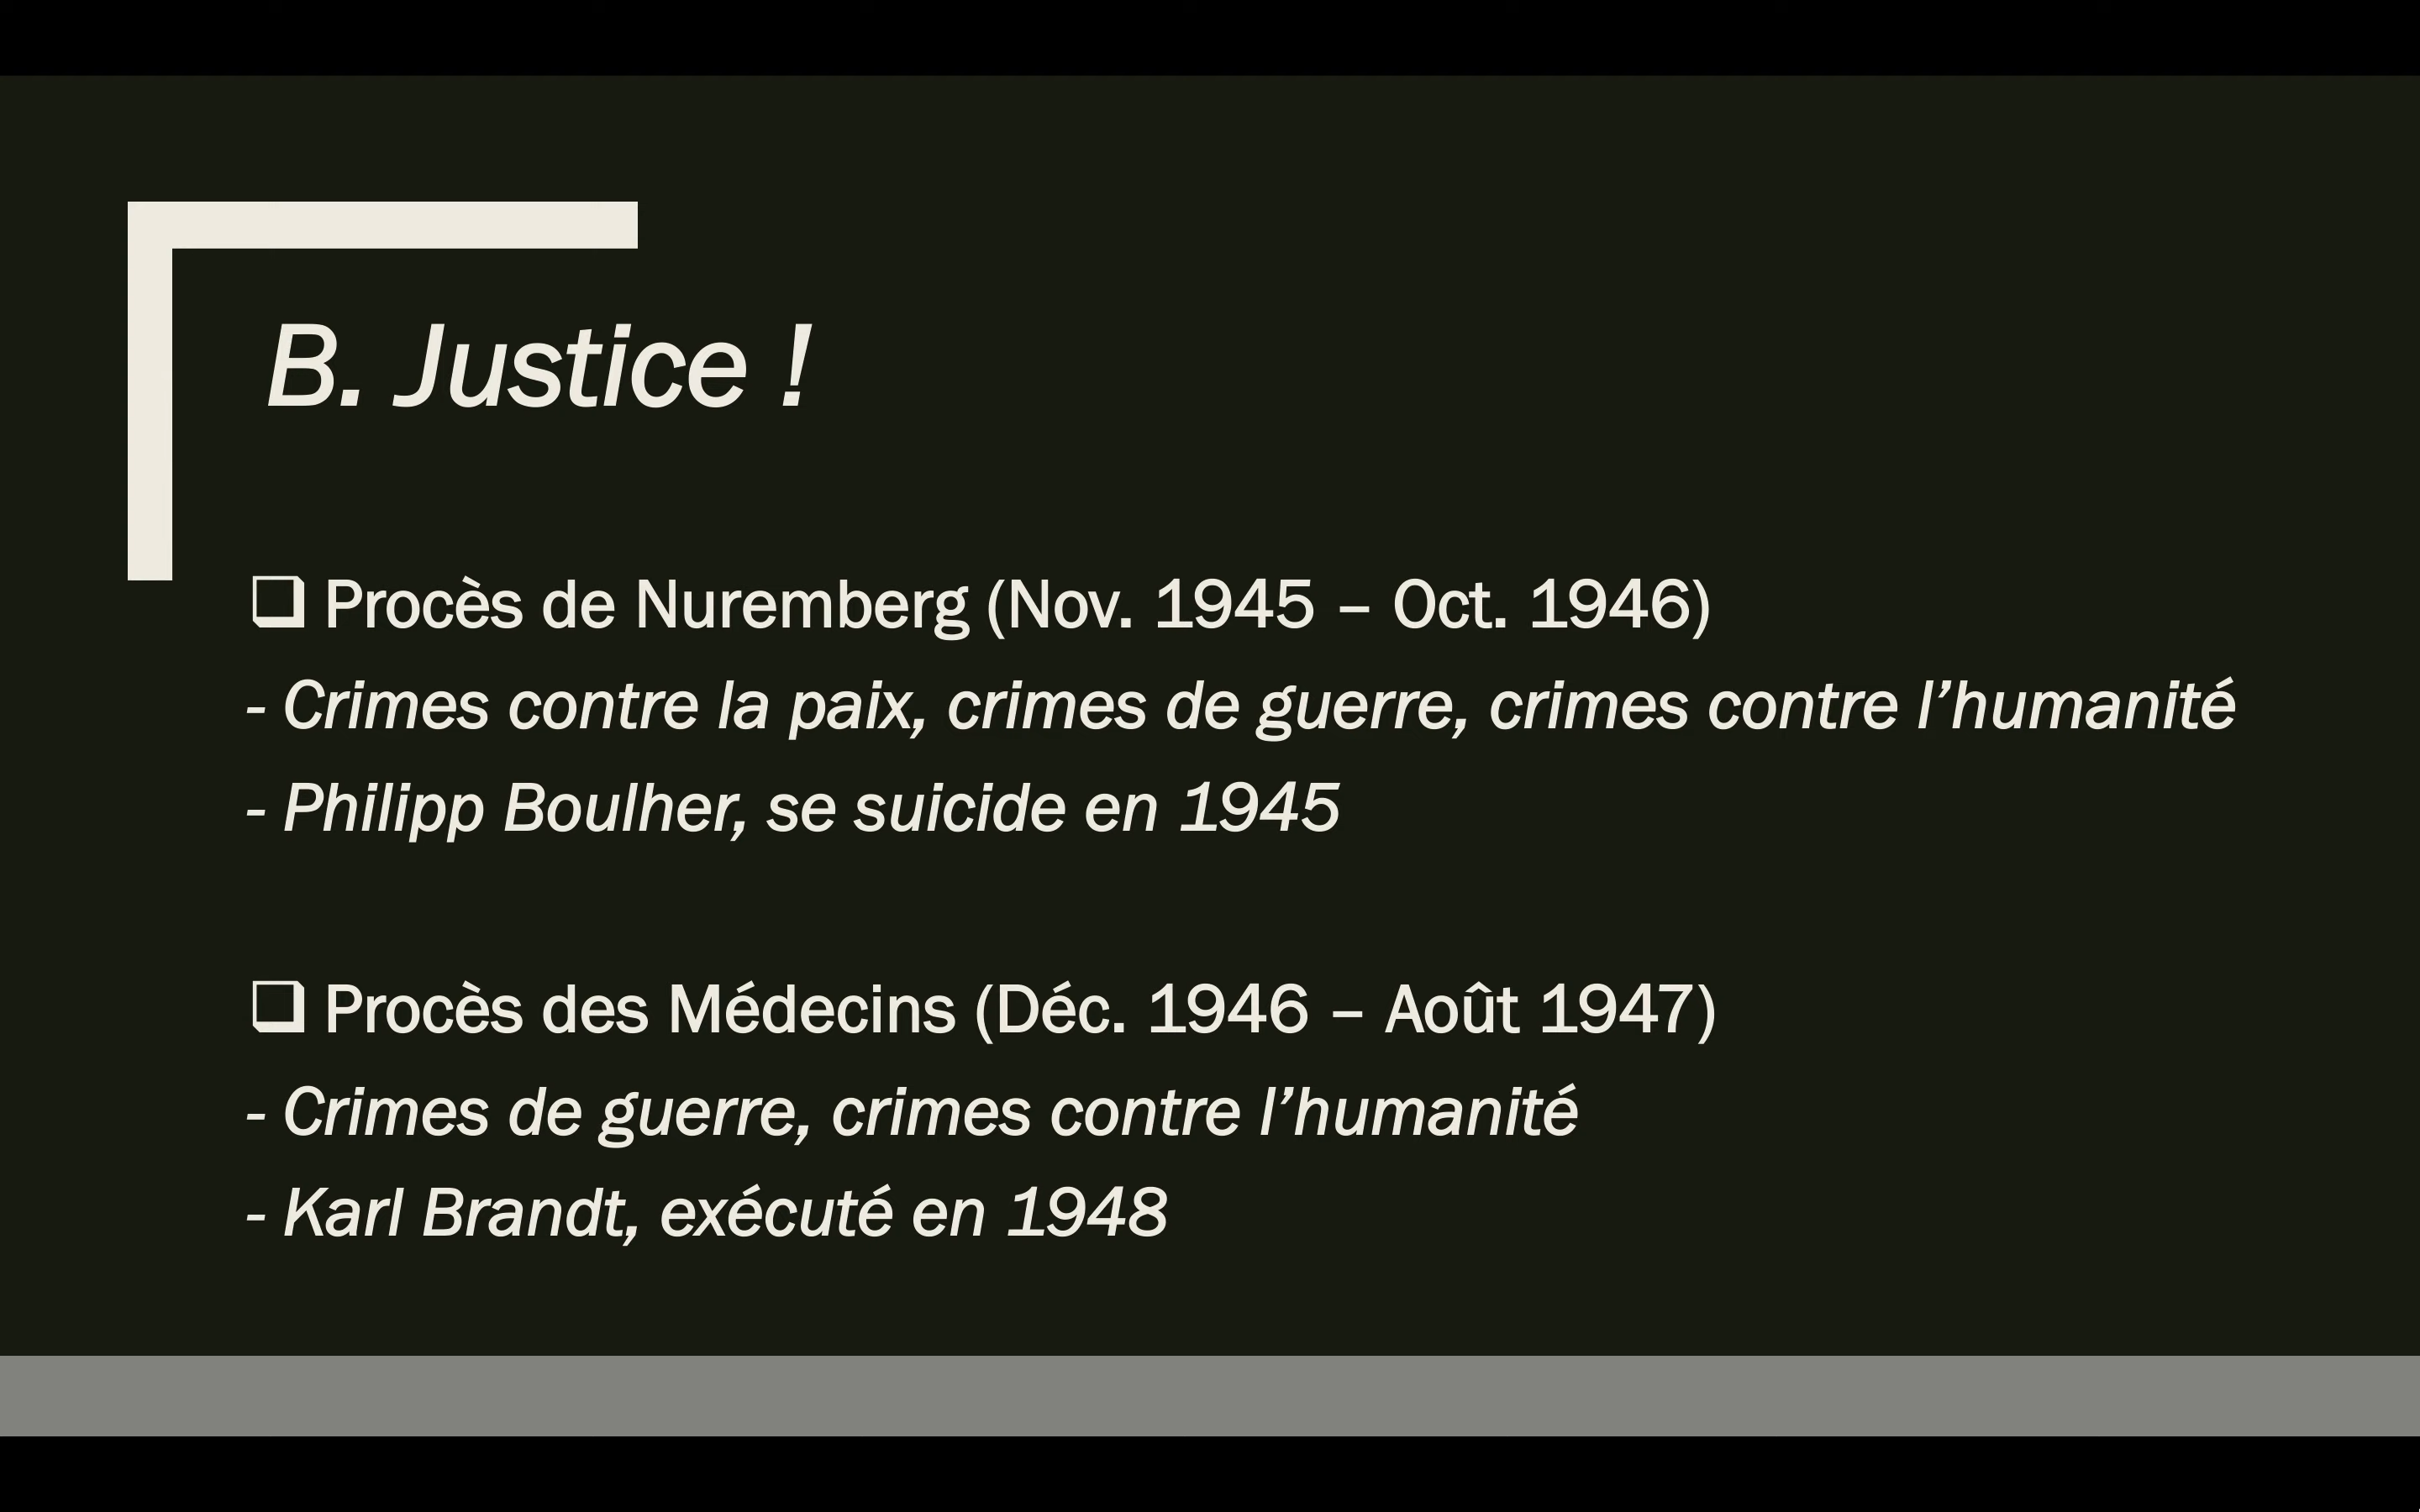 B. Justice !
❑ Procès de Nuremberg (Nov. 1945 – Oct. 1946)
- Crimes contre la paix, crimes de guerre, crimes contre l’humanité
- Philipp Boulher, se suicide en 1945
❑ Procès des Médecins (Déc. 1946 – Août 1947)
- Crimes de guerre, crimes contre l’humanité
- Karl Brandt, exécuté en 1948